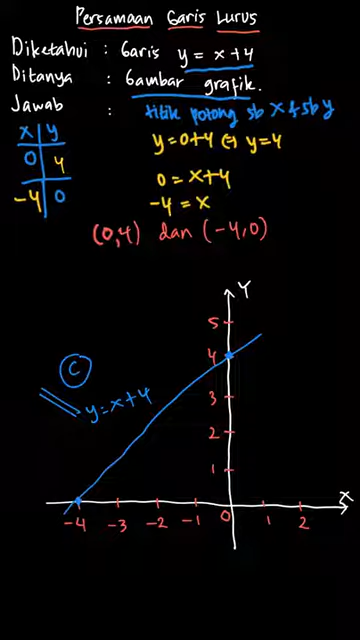 Persamaan Garis Lurus
Diketahui : Garis y = x + 4
Ditanya : Gambar grafik.
Jawab : titik potong sb X & sb y
x y
0 4
-4 0
y = 0+4 ⇔ y = 4
0 = x+4
-4 = x
(0,4) dan (-4,0)
Y
5
4
3
2
1
C
y = x + 4
X
-4 -3 -2 -1 0 1 2